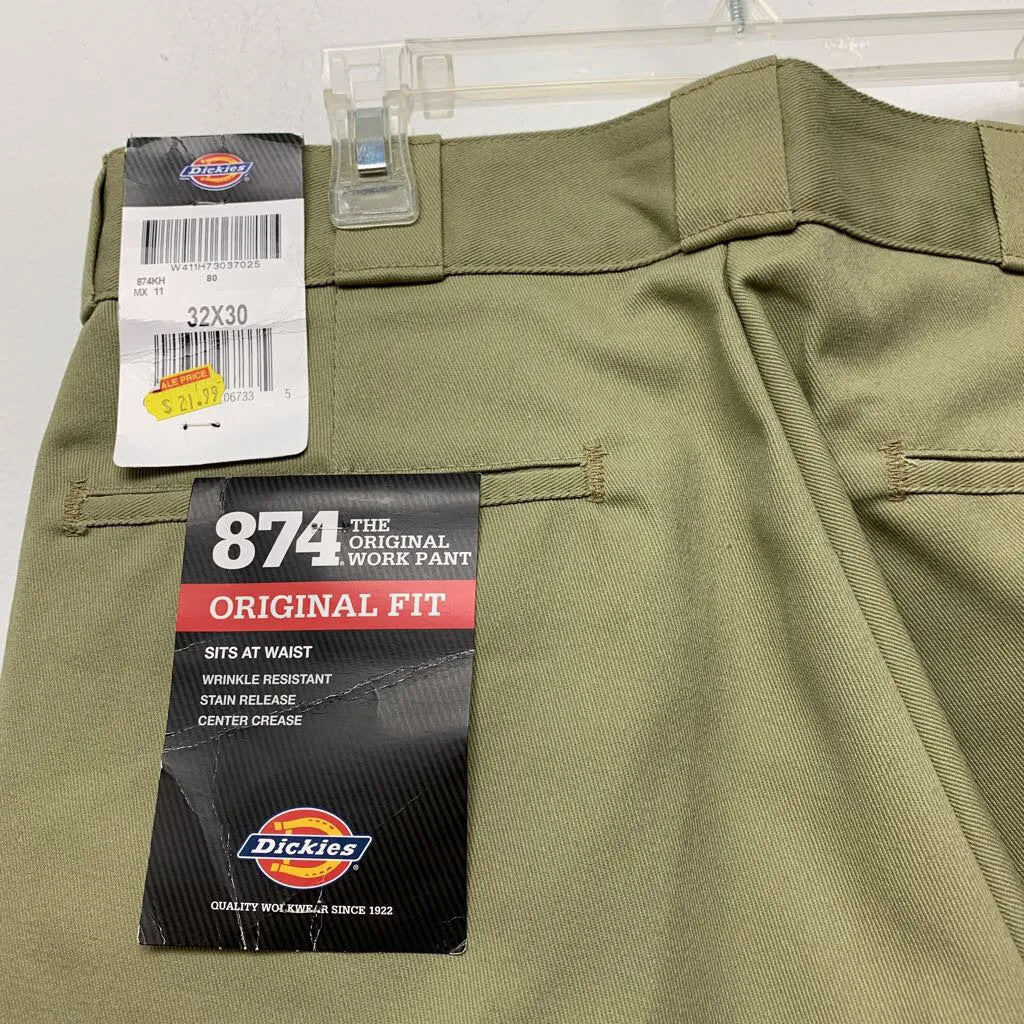 Dickies
W411H73037025
874KH 80
MX 11
32X30
ALE PRICE
$ 21.99
06733 5
874 THE
ORIGINAL
WORK PANT
ORIGINAL FIT
SITS AT WAIST
WRINKLE RESISTANT
STAIN RELEASE
CENTER CREASE
Dickies
QUALITY WORKWEAR SINCE 1922